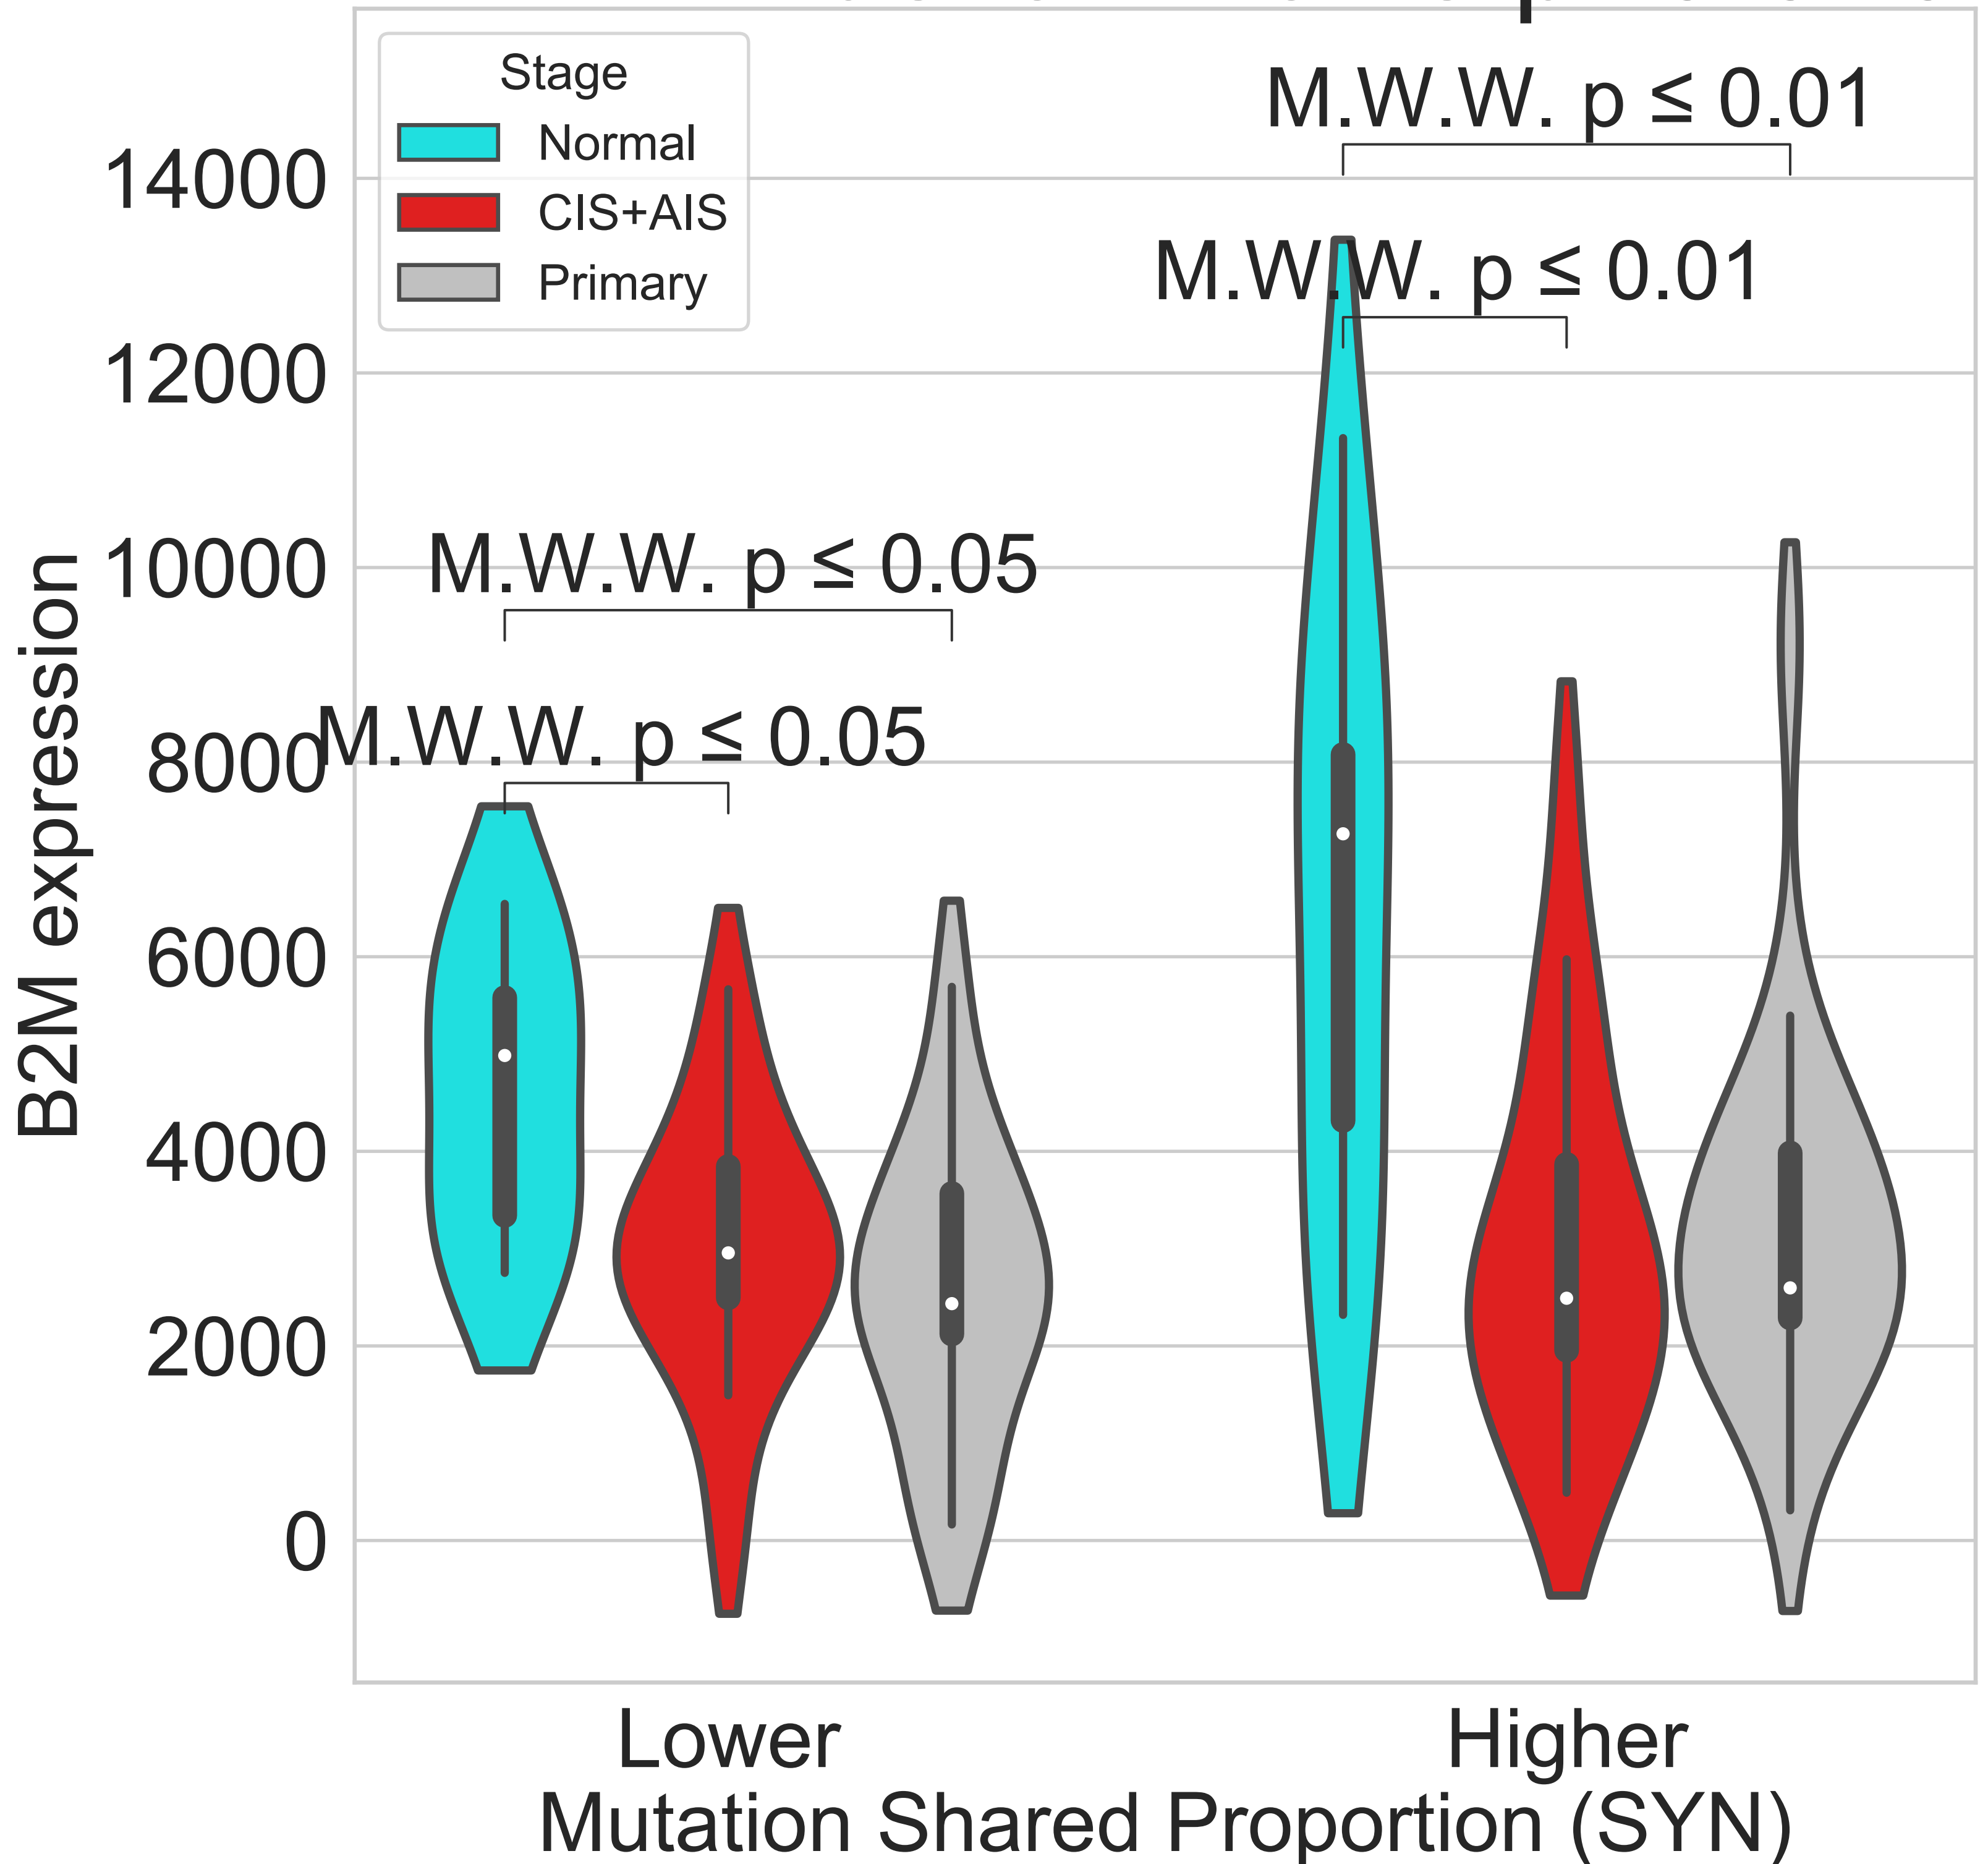 Stage
Normal
CIS+AIS
Primary
M.W.W. p ≤ 0.01
M.W.W. p ≤ 0.01
M.W.W. p ≤ 0.05
M.W.W. p ≤ 0.05
14000
12000
10000
8000
6000
4000
2000
0
B2M expression
Lower
Higher
Mutation Shared Proportion (SYN)